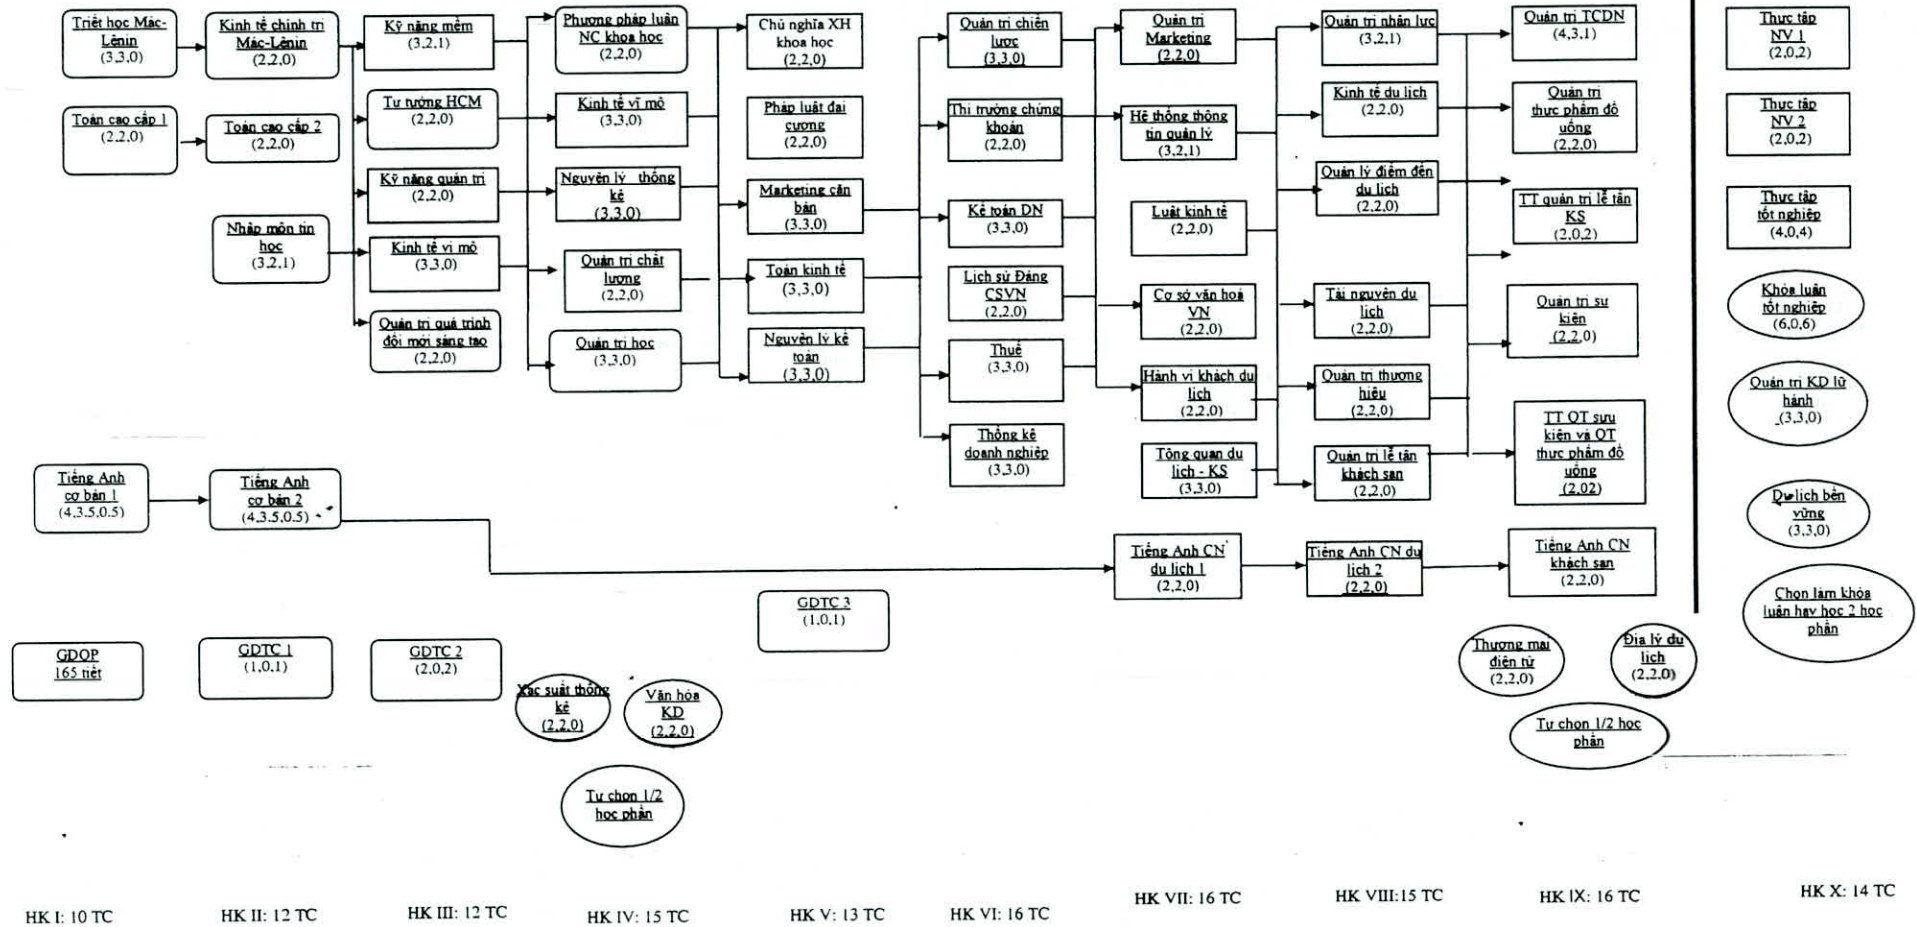 Triết học Mác-
Lênin
(3,3,0)
Toán cao cấp 1
(2,2,0)
Tiếng Anh
cơ bản 1
(4,3.5,0.5)
GDQP
165 tiết
Kinh tế chính trị
Mác-Lênin
(2,2,0)
Toán cao cấp 2
(2,2,0)
Nhập môn tin
học
(3,2,1)
Tiếng Anh
cơ bản 2
(4,3.5,0.5)
GDTC 1
(1,0,1)
Kỹ năng mềm
(3,2,1)
Tư tưởng HCM
(2,2,0)
Kỹ năng quản trị
(2,2,0)
Kinh tế vi mô
(3,3,0)
Quản trị quá trình
đổi mới sáng tạo
(2,2,0)
GDTC 2
(2,0,2)
Phương pháp luận
NC khoa học
(2,2,0)
Kinh tế vĩ mô
(3,3,0)
Nguyên lý thống
kê
(3,3,0)
Quản trị chất
lượng
(2,2,0)
Quản trị học
(3,3,0)
Xác suất thống
kê
(2,2,0)
Văn hóa
KD
(2,2,0)
Tự chọn 1/2
học phần
Chủ nghĩa XH
khoa học
(2,2,0)
Pháp luật đại
cương
(2,2,0)
Marketing căn
bản
(3,3,0)
Toán kinh tế
(3,3,0)
Nguyên lý kế
toán
(3,3,0)
GDTC 3
(1,0,1)
Quản trị chiến
lược
(3,3,0)
Thị trường chứng
khoán
(2,2,0)
Kế toán DN
(3,3,0)
Lịch sử Đảng
CSVN
(2,2,0)
Thuế
(3,3,0)
Thống kê
doanh nghiệp
(3,3,0)
Quản trị
Marketing
(2,2,0)
Hệ thống thông
tin quản lý
(3,2,1)
Luật kinh tế
(2,2,0)
Cơ sở văn hoá
VN
(2,2,0)
Hành vi khách du
lịch
(2,2,0)
Tông quan du
lịch - KS
(3,3,0)
Tiếng Anh CN
du lịch 1
(2,2,0)
Quản trị nhân lực
(3,2,1)
Kinh tế du lịch
(2,2,0)
Quản lý điểm đến
du lịch
(2,2,0)
Tài nguyên du
lịch
(2,2,0)
Quản trị thương
hiệu
(2,2,0)
Quản trị lễ tân
khách sạn
(2,2,0)
Tiếng Anh CN du
lịch 2
(2,2,0)
Quản trị TCDN
(4,3,1)
Quản trị
thực phẩm đồ
uống
(2,2,0)
TT quản trị lễ tân
KS
(2,0,2)
Quản trị sự
kiện
(2,2,0)
TT QT sựu
kiện và QT
thực phẩm đồ
uống
(2,02)
Tiếng Anh CN
khách sạn
(2,2,0)
Thương mại
điện tử
(2,2,0)
Địa lý du
lịch
(2,2,0)
Tự chọn 1/2 học
phần
Thực tập
NV 1
(2,0,2)
Thực tập
NV 2
(2,0,2)
Thực tập
tốt nghiệp
(4,0,4)
Khóa luận
tốt nghiệp
(6,0,6)
Quản trị KD lữ
hành
(3,3,0)
Du lịch bền
vững
(3,3,0)
Chọn làm khóa
luận hay học 2 học
phần
HK I: 10 TC
HK II: 12 TC
HK III: 12 TC
HK IV: 15 TC
HK V: 13 TC
HK VI: 16 TC
HK VII: 16 TC
HK VIII:15 TC
HK IX: 16 TC
HK X: 14 TC